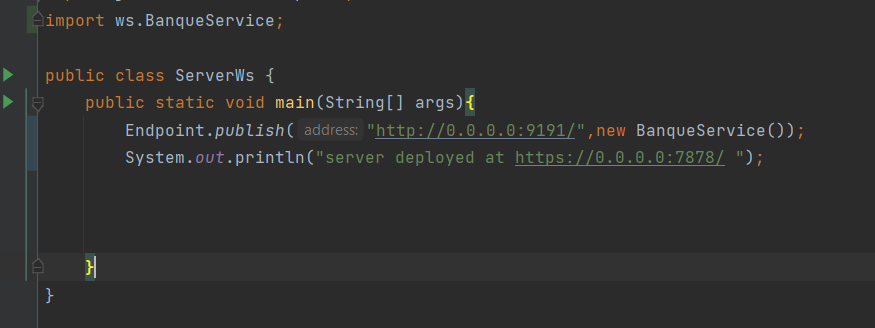 import ws.BanqueService;
public class ServerWs {
public static void main(String[] args){
Endpoint.publish( address: "http://0.0.0.0:9191/",new BanqueService());
System.out.println("server deployed at https://0.0.0.0:7878/ ");
}
}